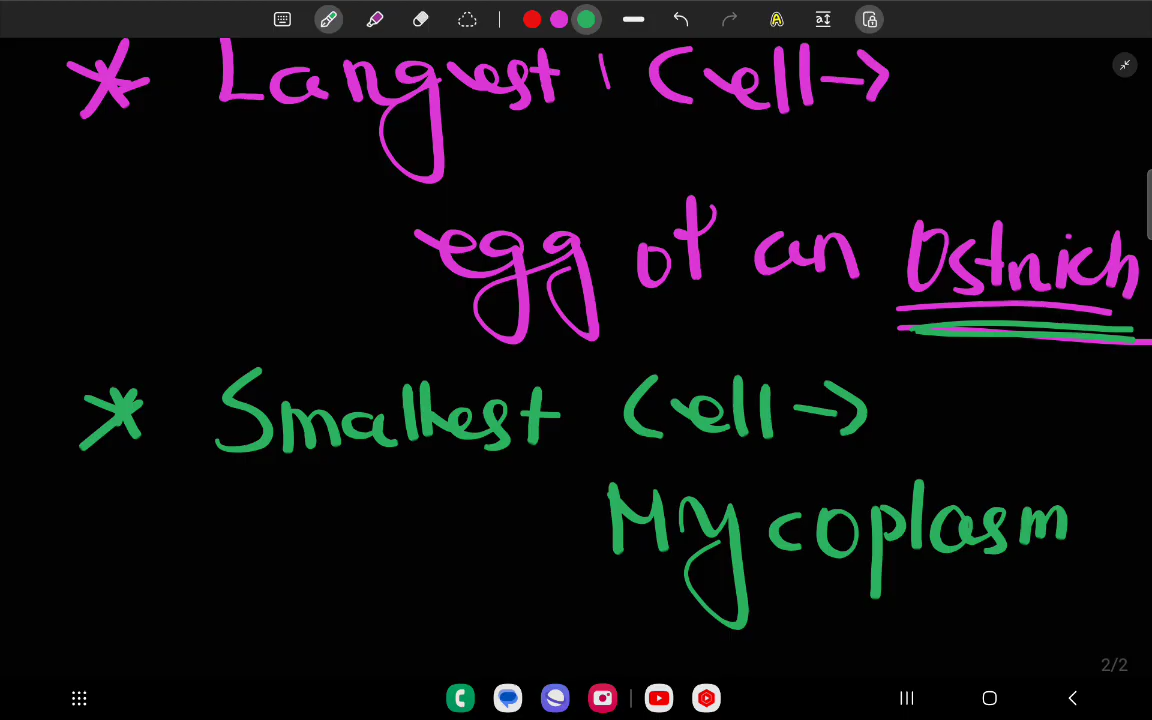 * Largest Cell →
egg of an Ostrich
* Smallest Cell →
Mycoplasm
2/2